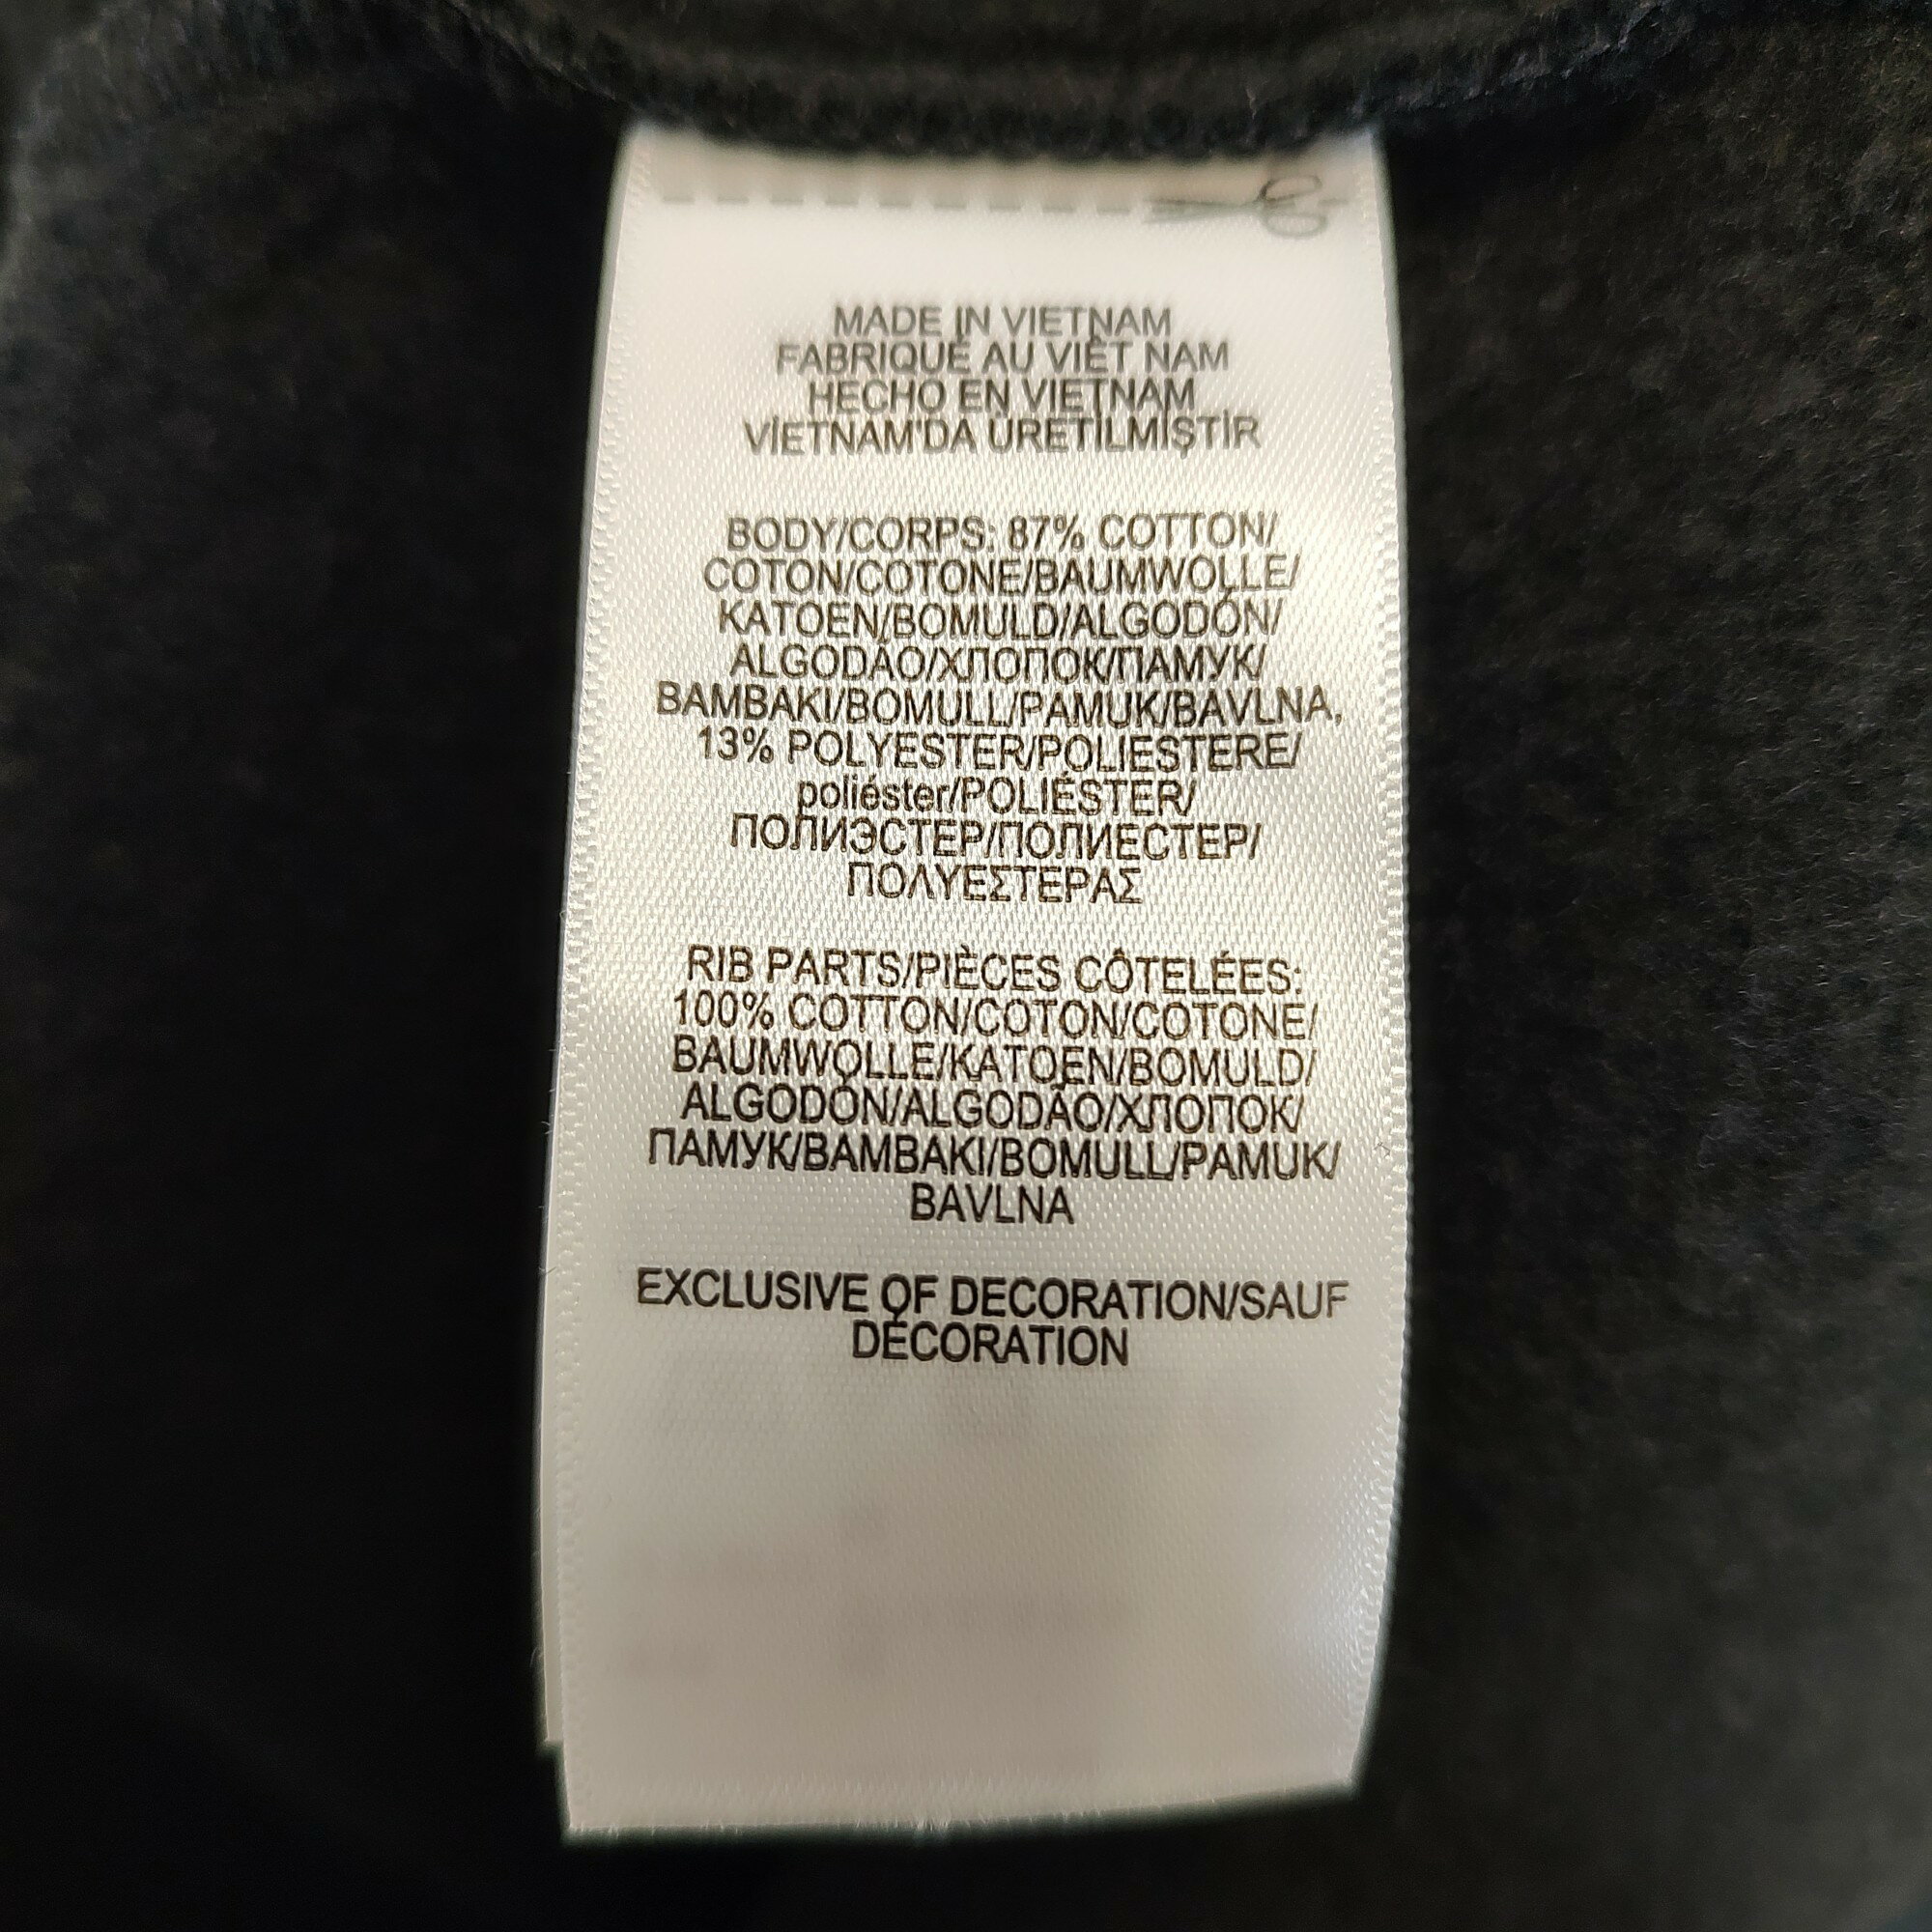 MADE IN VIETNAM
FABRIQUÉ AU VIÊT NAM
HECHO EN VIETNAM
VİETNAM'DA ÜRETİLMİŞTİR
BODY/CORPS: 87% COTTON/
COTON/COTONE/BAUMWOLLE/
KATOEN/BOMULD/ALGODÓN/
ALGODÃO/ХЛОПОК/ПАМУК/
BAMBAKI/BOMULL/PAMUK/BAVLNA,
13% POLYESTER/POLIESTERE/
poliéster/POLIÉSTER/
ПОЛИЭСТЕР/ПОЛИЕСТЕР/
ΠΟΛΥΕΣΤΕΡΑΣ
RIB PARTS/PIÈCES CÔTELÉES:
100% COTTON/COTON/COTONE/
BAUMWOLLE/KATOEN/BOMULD/
ALGODÓN/ALGODÃO/ХЛОПОК/
ПАМУК/BAMBAKI/BOMULL/PAMUK/
BAVLNA
EXCLUSIVE OF DECORATION/SAUF
DÉCORATION